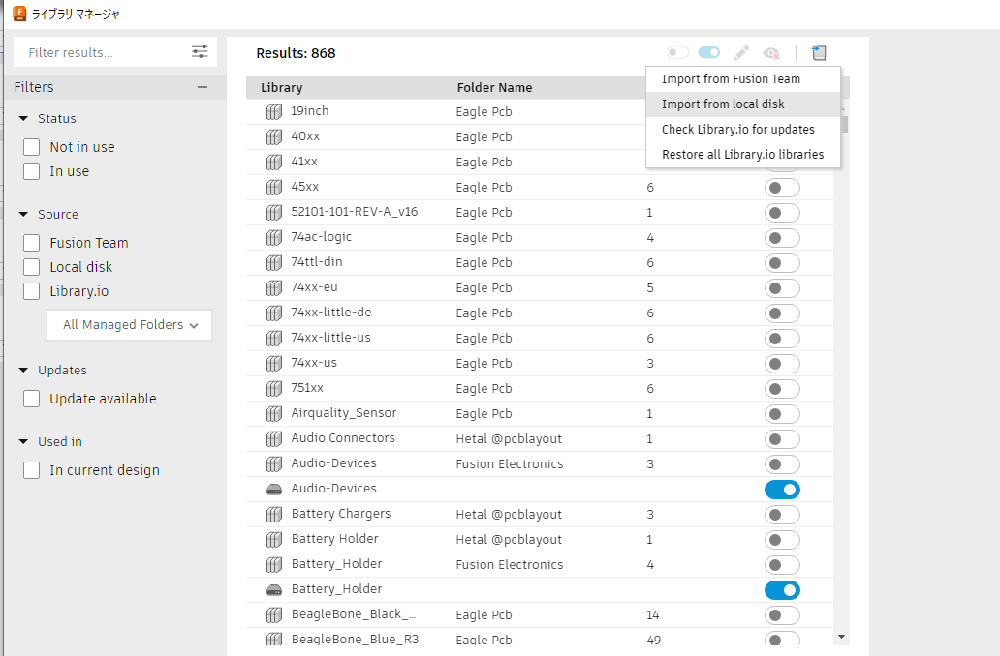 ライブラリ マネージャ
Filter results...
Filters
Status
Not in use
In use
Source
Fusion Team
Local disk
Library.io
All Managed Folders
Updates
Update available
Used in
In current design
Results: 868
Import from Fusion Team
Import from local disk
Check Library.io for updates
Restore all Library.io libraries
Library Folder Name
19inch Eagle Pcb
40xx Eagle Pcb
41xx Eagle Pcb
45xx Eagle Pcb 6
52101-101-REV-A_v16 Eagle Pcb 1
74ac-logic Eagle Pcb 4
74ttl-din Eagle Pcb 6
74xx-eu Eagle Pcb 5
74xx-little-de Eagle Pcb 6
74xx-little-us Eagle Pcb 6
74xx-us Eagle Pcb 3
751xx Eagle Pcb 6
Airquality_Sensor Eagle Pcb 1
Audio Connectors Hetal @pcblayout 1
Audio-Devices Fusion Electronics 3
Audio-Devices
Battery Chargers Hetal @pcblayout 3
Battery Holder Hetal @pcblayout 1
Battery_Holder Fusion Electronics 4
Battery_Holder
BeagleBone_Black_... Eagle Pcb 14
BeagleBone_Blue_R3 Eagle Pcb 49